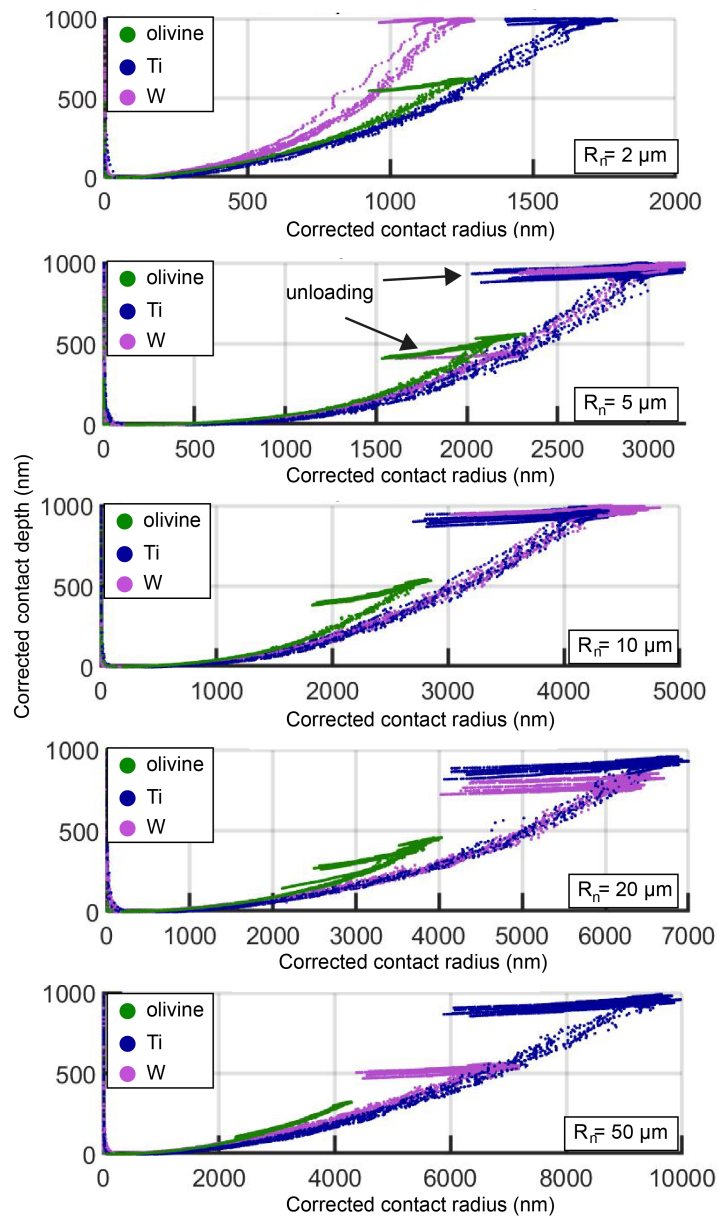 1000
500
0
olivine
Ti
W
Rn= 2 μm
0 500 1000 1500 2000
Corrected contact radius (nm)
1000
500
0
olivine
Ti
W
unloading
Rn= 5 μm
0 500 1000 1500 2000 2500 3000
Corrected contact radius (nm)
Corrected contact depth (nm)
1000
500
0
olivine
Ti
W
Rn= 10 μm
0 1000 2000 3000 4000 5000
Corrected contact radius (nm)
1000
500
0
olivine
Ti
W
Rn= 20 μm
0 1000 2000 3000 4000 5000 6000 7000
Corrected contact radius (nm)
1000
500
0
olivine
Ti
W
Rn= 50 μm
0 2000 4000 6000 8000 10000
Corrected contact radius (nm)